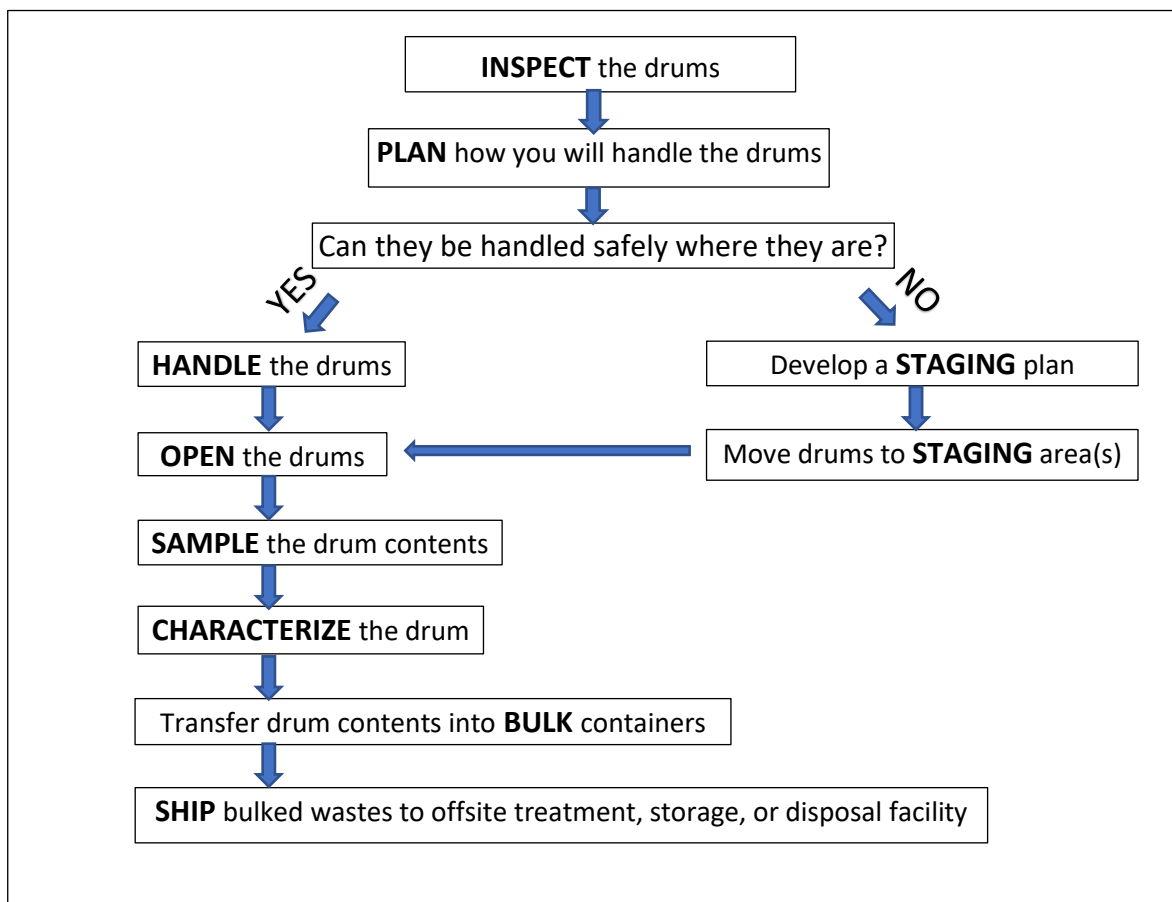 INSPECT the drums
PLAN how you will handle the drums
Can they be handled safely where they are?
YES
NO
HANDLE the drums
Develop a STAGING plan
OPEN the drums
Move drums to STAGING area(s)
SAMPLE the drum contents
CHARACTERIZE the drum
Transfer drum contents into BULK containers
SHIP bulked wastes to offsite treatment, storage, or disposal facility